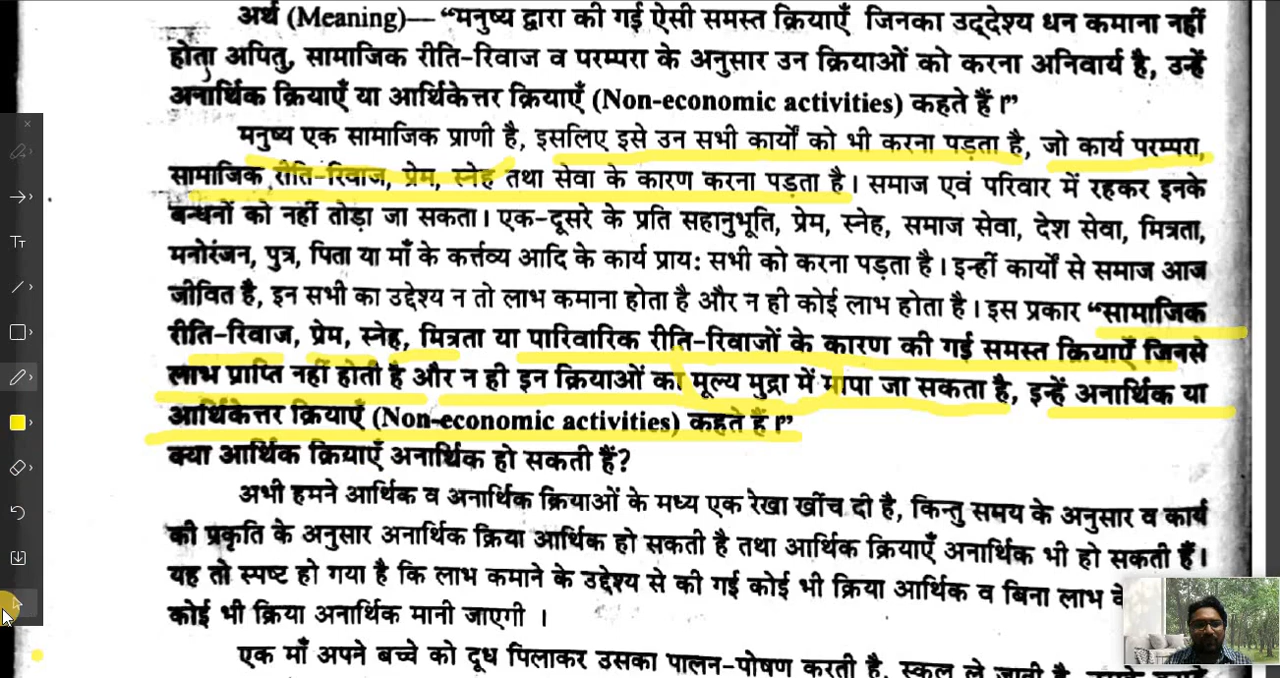 अर्थ (Meaning)—“मनुष्य द्वारा की गई ऐसी समस्त क्रियाएँ जिनका उद्देश्य धन कमाना नहीं
होता अपितु, सामाजिक रीति-रिवाज व परम्परा के अनुसार उन क्रियाओं को करना अनिवार्य है, उन्हें
अनार्थिक क्रियाएँ या आर्थिकेत्तर क्रियाएँ (Non-economic activities) कहते हैं।”
मनुष्य एक सामाजिक प्राणी है, इसलिए इसे उन सभी कार्यों को भी करना पड़ता है, जो कार्य परम्परा,
सामाजिक रीति-रिवाज, प्रेम, स्नेह तथा सेवा के कारण करना पड़ता है। समाज एवं परिवार में रहकर इनके
बन्धनों को नहीं तोड़ा जा सकता। एक-दूसरे के प्रति सहानुभूति, प्रेम, स्नेह, समाज सेवा, देश सेवा, मित्रता,
मनोरंजन, पुत्र, पिता या माँ के कर्त्तव्य आदि के कार्य प्राय: सभी को करना पड़ता है। इन्हीं कार्यों से समाज आज
जीवित है, इन सभी का उद्देश्य न तो लाभ कमाना होता है और न ही कोई लाभ होता है। इस प्रकार “सामाजिक
रीति-रिवाज, प्रेम, स्नेह, मित्रता या पारिवारिक रीति-रिवाजों के कारण की गई समस्त क्रियाएँ जिनसे
लाभ प्राप्ति नहीं होती है और न ही इन क्रियाओं का मूल्य मुद्रा में मापा जा सकता है, इन्हें अनार्थिक या
आर्थिकेत्तर क्रियाएँ (Non-economic activities) कहते हैं।”
क्या आर्थिक क्रियाएँ अनार्थिक हो सकती हैं?
अभी हमने आर्थिक व अनार्थिक क्रियाओं के मध्य एक रेखा खींच दी है, किन्तु समय के अनुसार व कार्य
की प्रकृति के अनुसार अनार्थिक क्रिया आर्थिक हो सकती है तथा आर्थिक क्रियाएँ अनार्थिक भी हो सकती हैं।
यह तो स्पष्ट हो गया है कि लाभ कमाने के उद्देश्य से की गई कोई भी क्रिया आर्थिक व बिना लाभ
कोई भी क्रिया अनार्थिक मानी जाएगी ।
एक माँ अपने बच्चे को दूध पिलाकर उसका पालन-पोषण करती है, स्कूल ले जाती है,